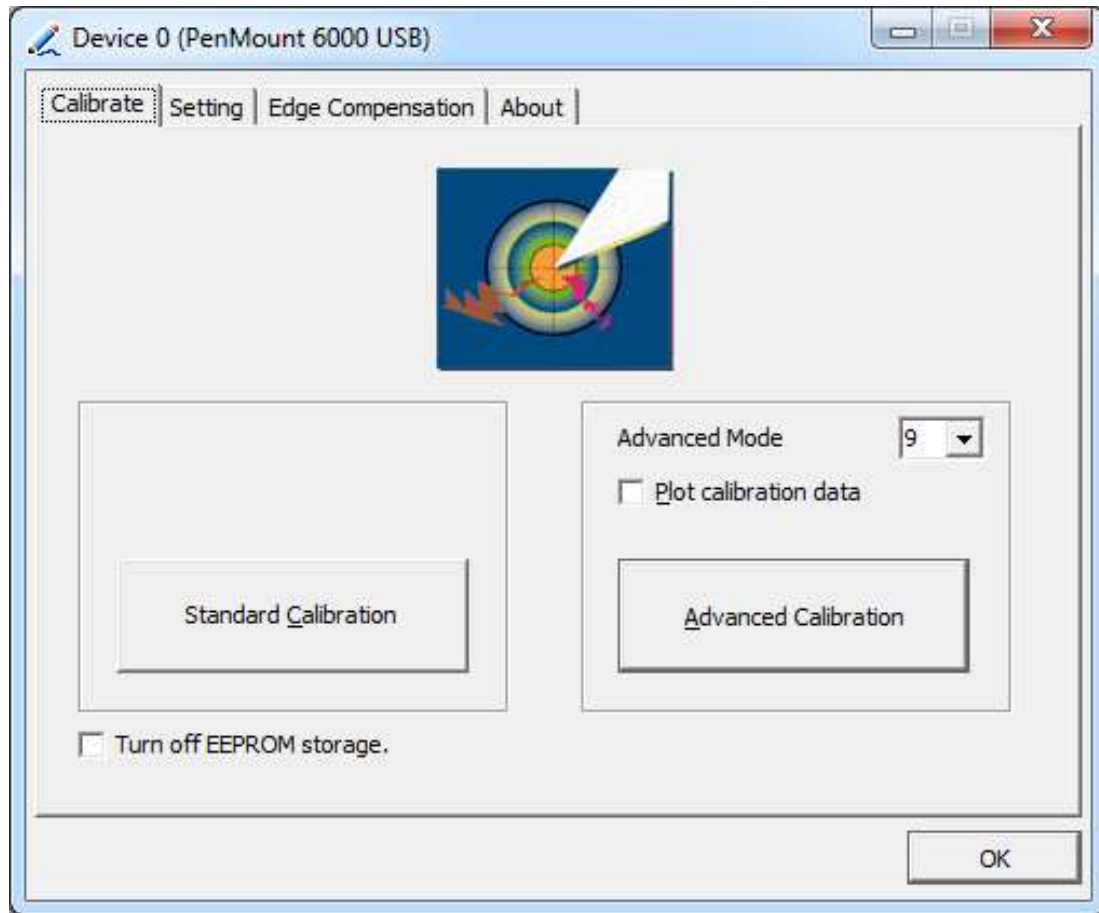 Device 0 (PenMount 6000 USB)
Calibrate Setting Edge Compensation About
Advanced Mode 9
Plot calibration data
Standard Calibration
Advanced Calibration
Turn off EEPROM storage.
OK